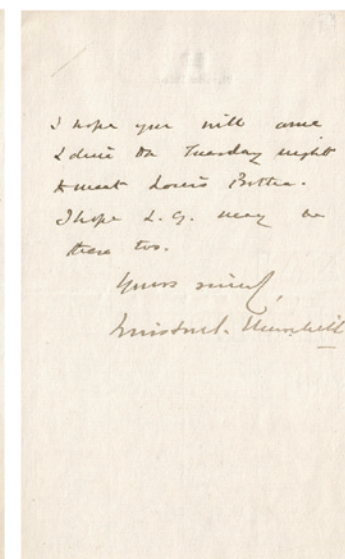 I hope you will come
& dine on Tuesday night
to meet Louis Botha.
I hope L. G. may be
there too.
Yours sincly,
Winston S. Churchill